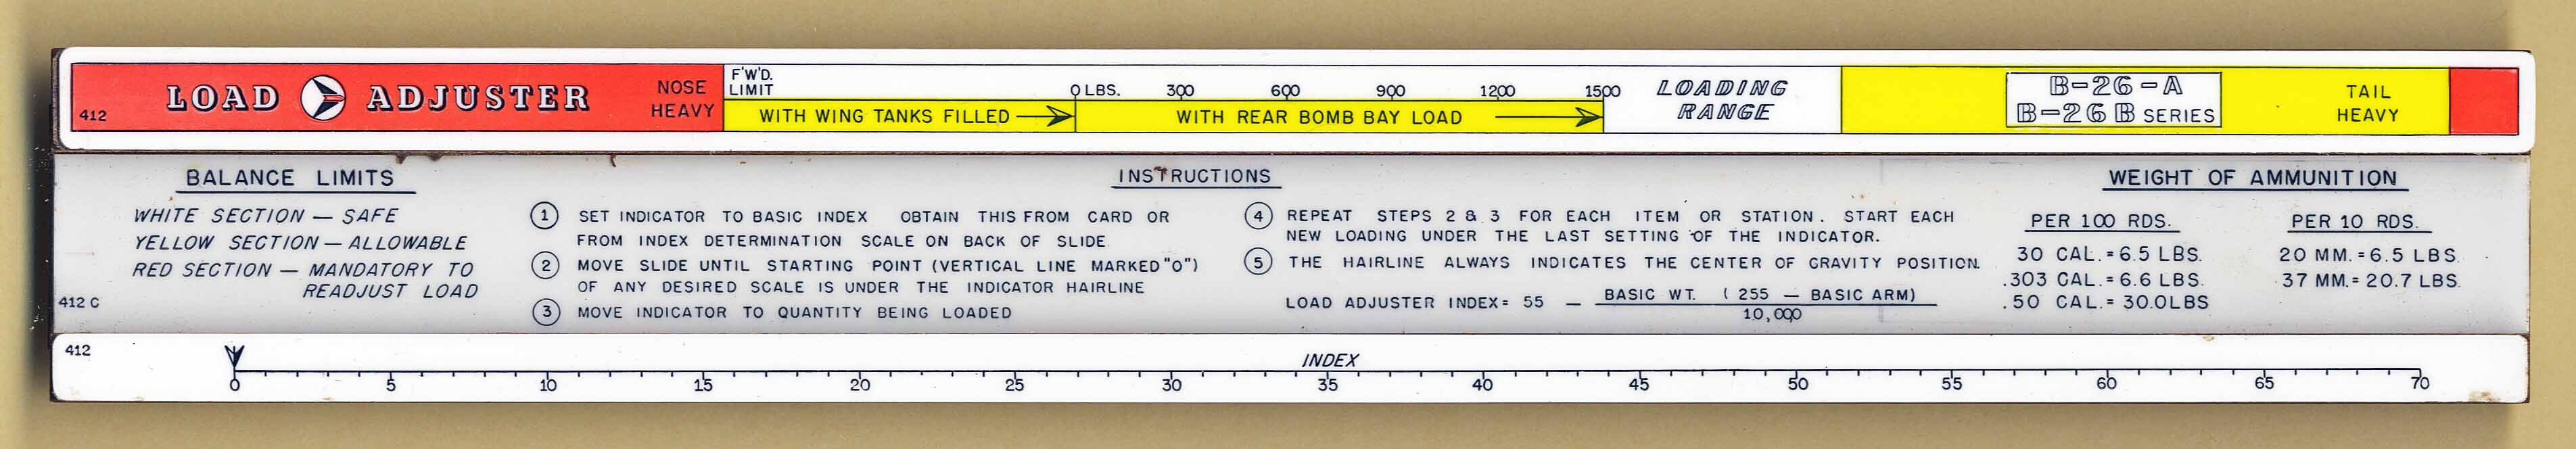 LOAD ADJUSTER
412
NOSE
HEAVY
F'W'D.
LIMIT
0 LBS. 300 600 900 1200 1500
WITH WING TANKS FILLED
WITH REAR BOMB BAY LOAD
LOADING
RANGE
B-26-A
B-26B SERIES
TAIL
HEAVY
BALANCE LIMITS
WHITE SECTION — SAFE
YELLOW SECTION — ALLOWABLE
RED SECTION — MANDATORY TO
READJUST LOAD
412 C
INSTRUCTIONS
1 SET INDICATOR TO BASIC INDEX OBTAIN THIS FROM CARD OR
FROM INDEX DETERMINATION SCALE ON BACK OF SLIDE
2 MOVE SLIDE UNTIL STARTING POINT (VERTICAL LINE MARKED "O")
OF ANY DESIRED SCALE IS UNDER THE INDICATOR HAIRLINE
3 MOVE INDICATOR TO QUANTITY BEING LOADED
4 REPEAT STEPS 2 & 3 FOR EACH ITEM OR STATION. START EACH
NEW LOADING UNDER THE LAST SETTING OF THE INDICATOR.
5 THE HAIRLINE ALWAYS INDICATES THE CENTER OF GRAVITY POSITION.
LOAD ADJUSTER INDEX = 55 — BASIC WT. (255 — BASIC ARM)
10,000
WEIGHT OF AMMUNITION
PER 100 RDS.
30 CAL. = 6.5 LBS.
.303 CAL. = 6.6 LBS.
.50 CAL. = 30.0 LBS
PER 10 RDS.
20 MM. = 6.5 LBS.
37 MM. = 20.7 LBS.
412
INDEX
0 5 10 15 20 25 30 35 40 45 50 55 60 65 70